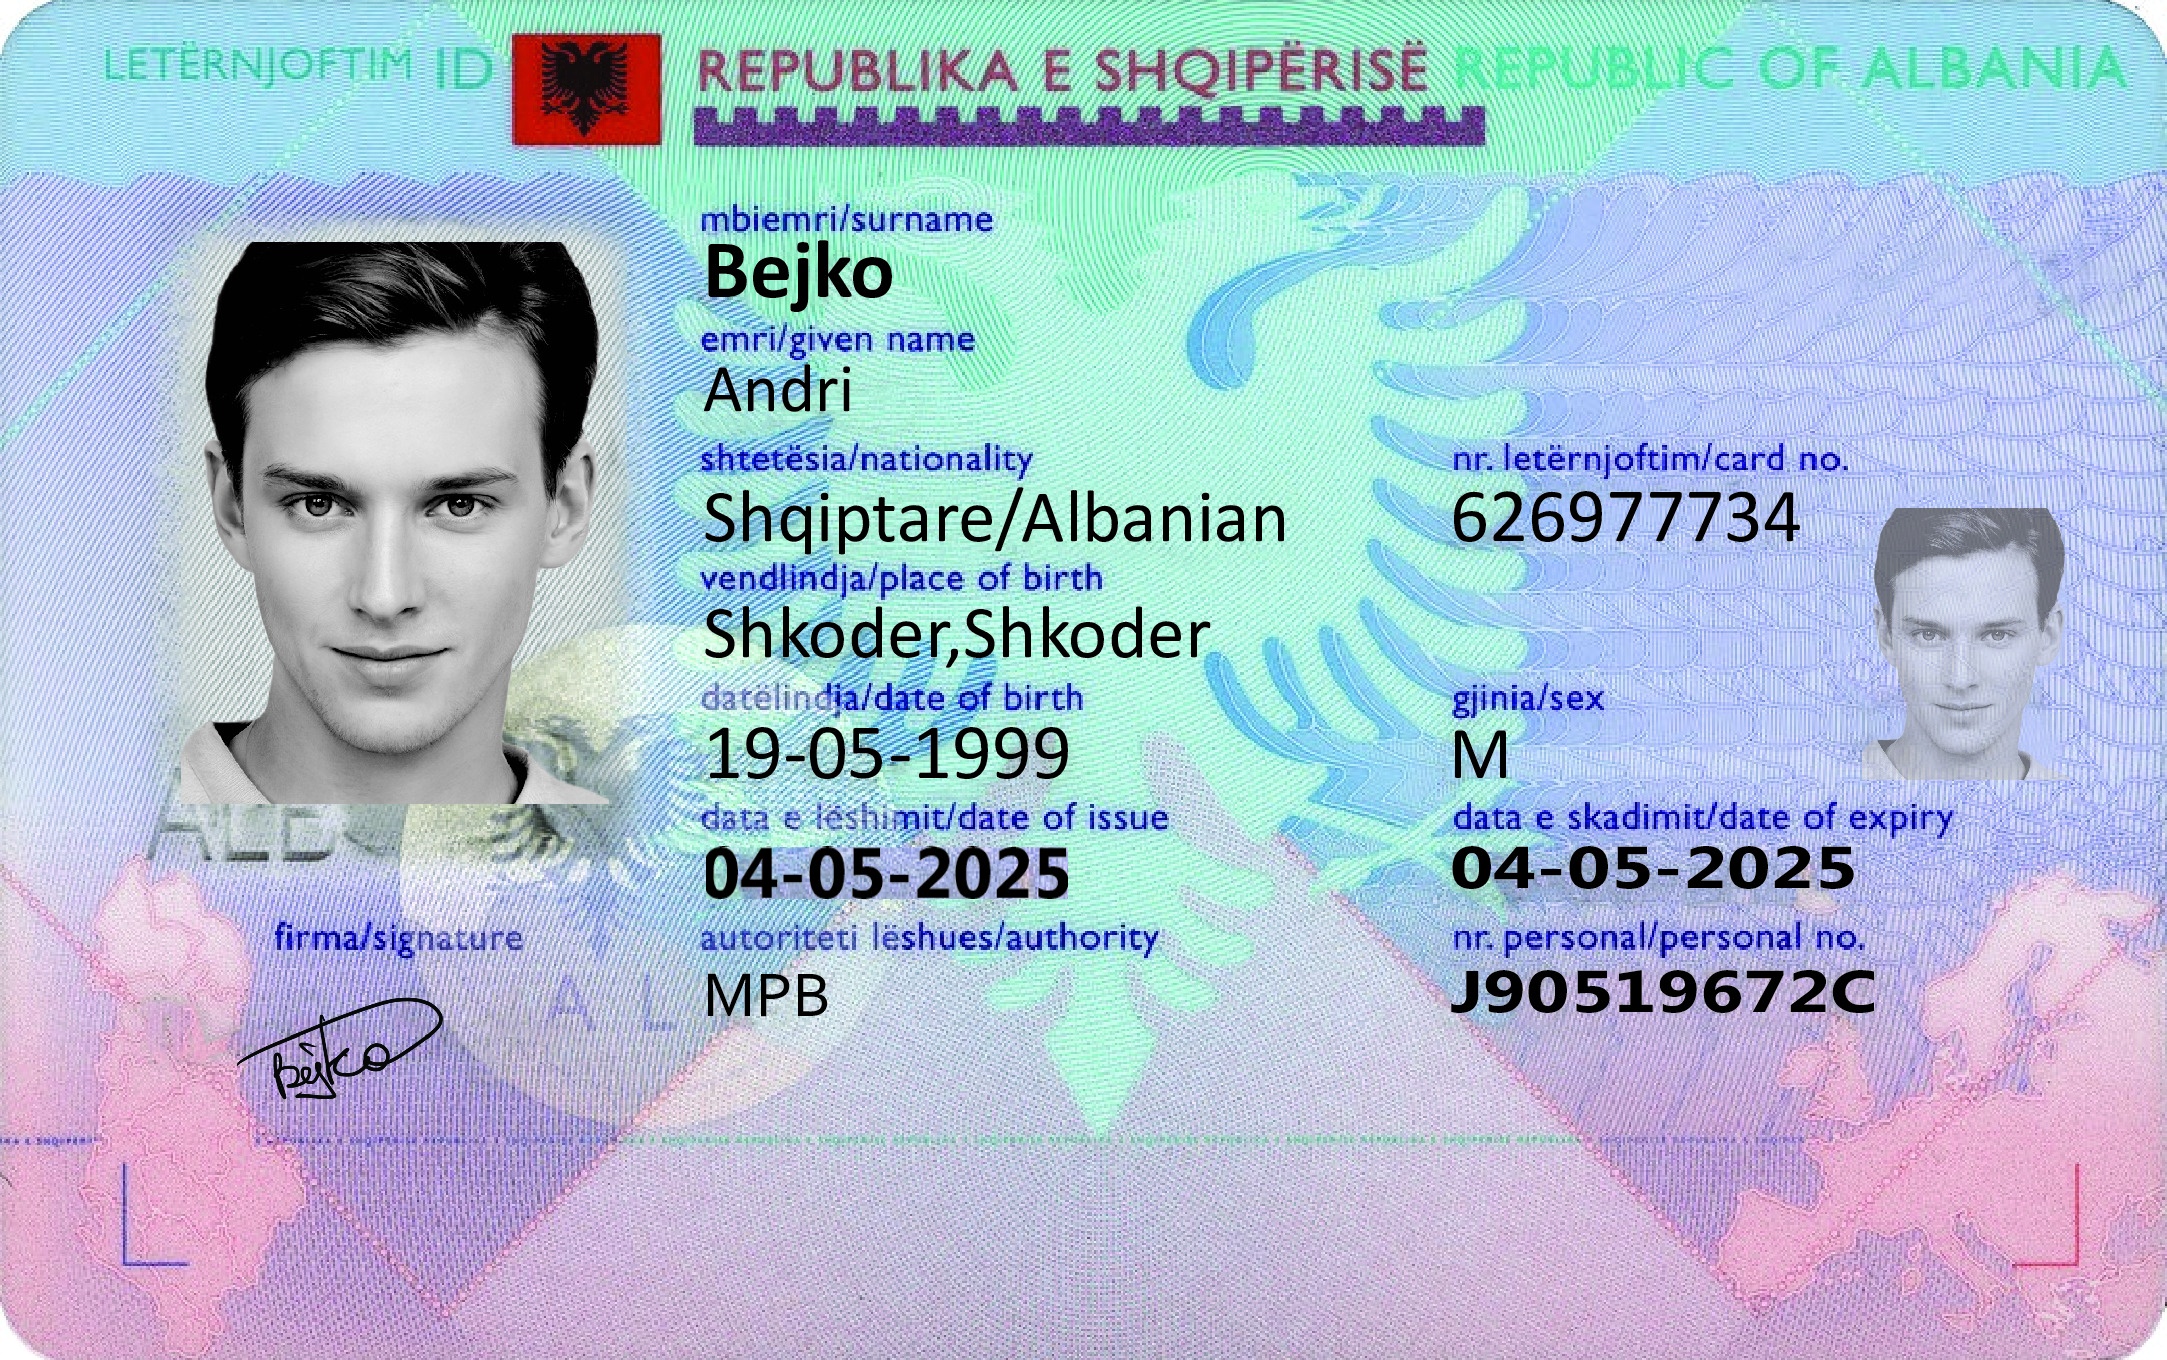 LETËRNJOFTIM ID REPUBLIKA E SHQIPËRISË REPUBLIC OF ALBANIA
mbiemri/surname
Bejko
emri/given name
Andri
shtetësia/nationality nr. letërnjoftim/card no.
Shqiptare/Albanian 626977734
vendlindja/place of birth
Shkoder,Shkoder
datëlindja/date of birth gjinia/sex
19-05-1999 M
data e lëshimit/date of issue data e skadimit/date of expiry
04-05-2025 04-05-2025
firma/signature autoriteti lëshues/authority nr. personal/personal no.
MPB J90519672C
Bejko